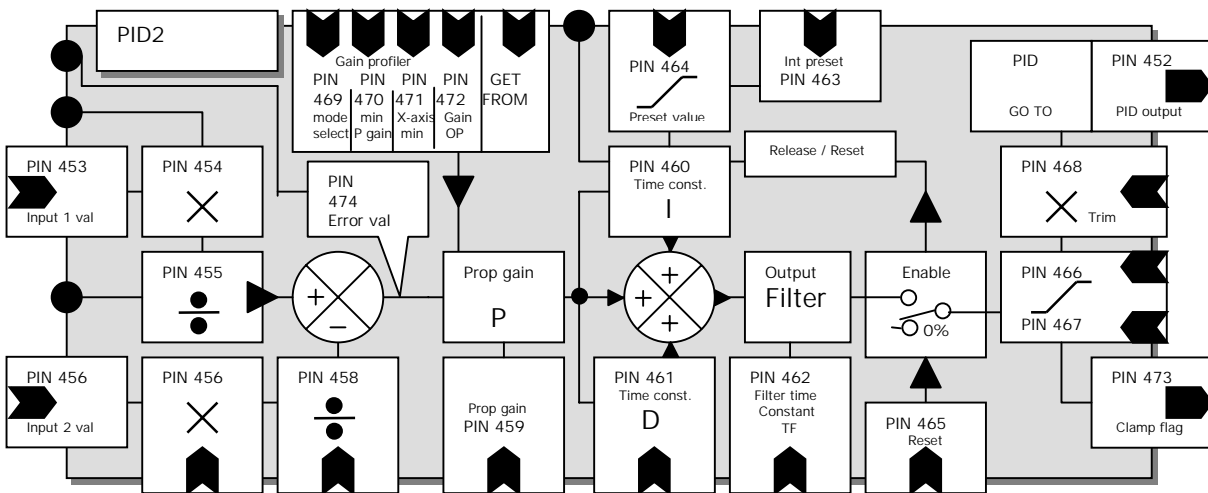 PID2
Gain profiler
PIN 469 mode select
PIN 470 min P gain
PIN 471 X-axis min
PIN 472 Gain OP
GET FROM
PIN 464
Preset value
Int preset
PIN 463
PID
GO TO
PIN 452
PID output
PIN 453
Input 1 val
PIN 454
PIN 474
Error val
PIN 460
Time const.
I
Release / Reset
PIN 468
Trim
PIN 455
+
−
Prop gain
P
+
+
+
Output
Filter
Enable
0%
PIN 466
PIN 467
PIN 456
Input 2 val
PIN 456
PIN 458
Prop gain
PIN 459
PIN 461
Time const.
D
PIN 462
Filter time
Constant
TF
PIN 465
Reset
PIN 473
Clamp flag